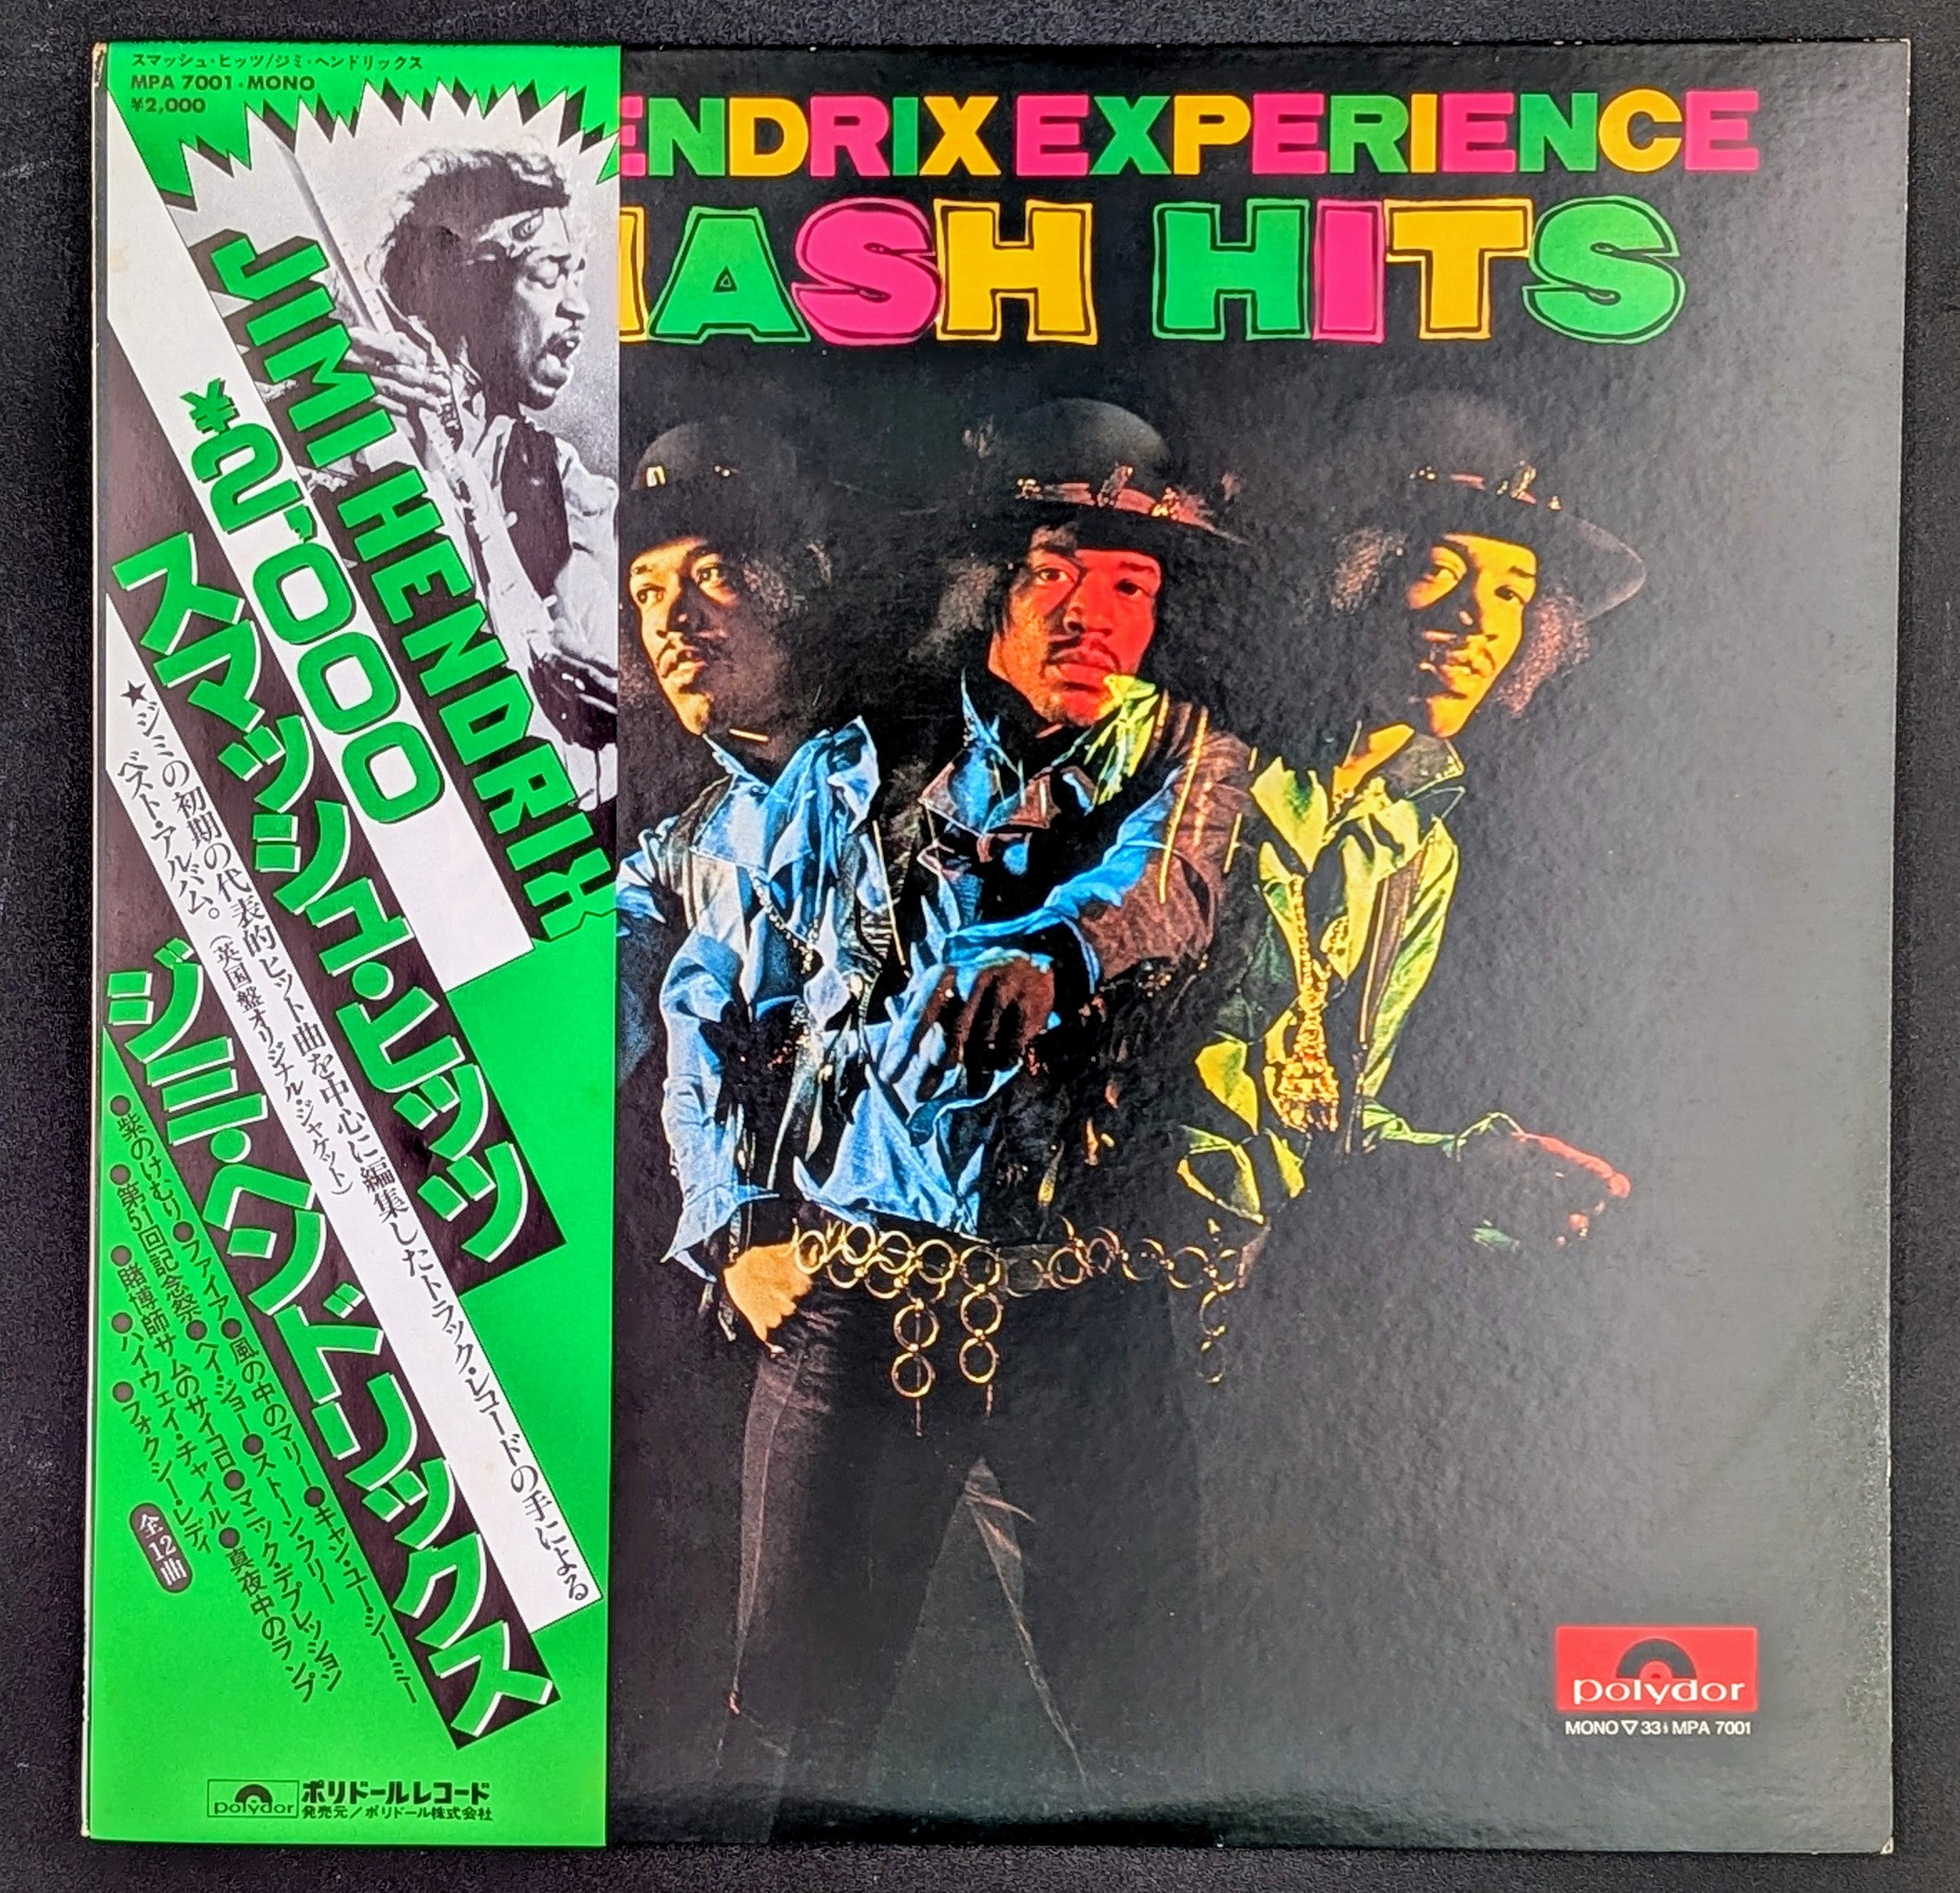 スマッシュ・ヒッツ/ジミ・ヘンドリックス
MPA 7001・MONO
¥2,000
JIMI HENDRIX
¥2,000
スマッシュ・ヒッツ
★ジミの初期の代表的ヒット曲を中心に編集したトラック・レコードの手による
ベスト・アルバム。(英国盤オリジナル・ジャケット)
ジミ・ヘンドリックス
●紫のけむり●ファイア●風の中のマリー●キャン・ユー・シー・ミー
●第51回記念祭●ヘイ・ジョー●ストーン・フリー
●賭博師サムのサイコロ●マニック・デプレッション
●ハイウェイ・チャイル●真夜中のランプ
●フォクシー・レディ
全12曲
polydor
ポリドールレコード
発売元/ポリドール株式会社
ENDRIX EXPERIENCE
ASH HITS
polydor
MONO ▽ 33⅓ MPA 7001